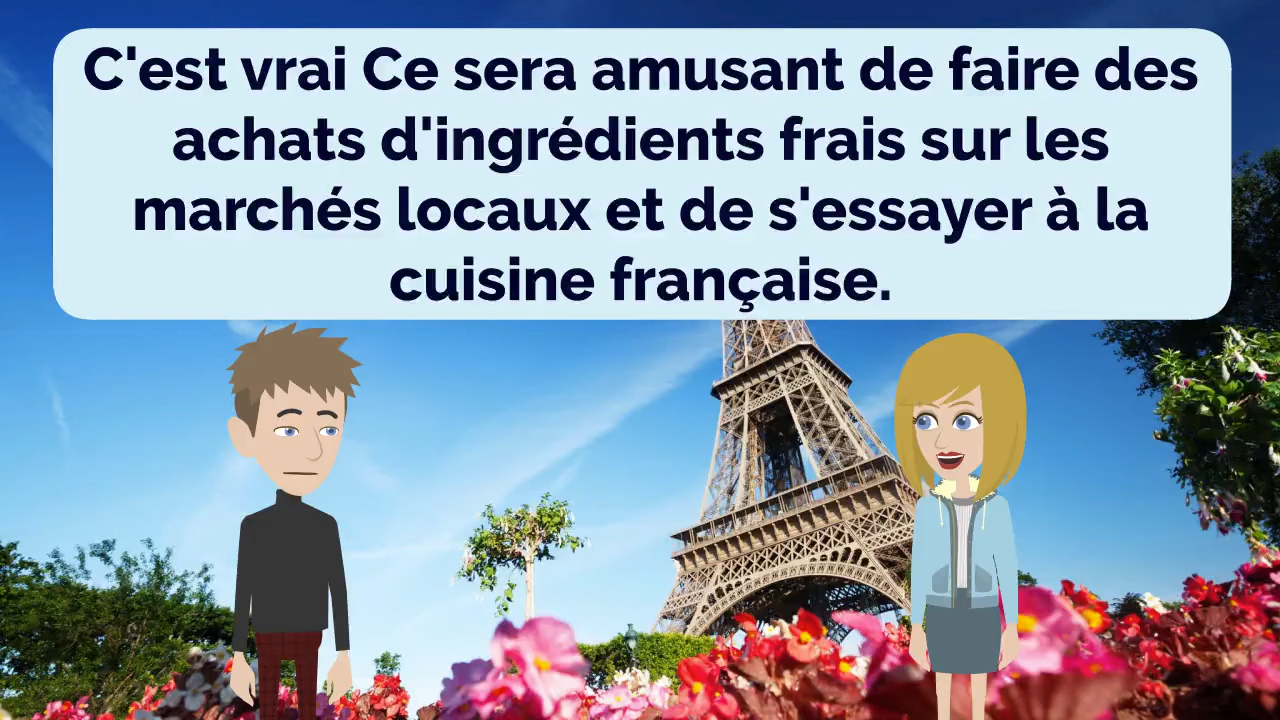 C'est vrai Ce sera amusant de faire des
achats d'ingrédients frais sur les
marchés locaux et de s'essayer à la
cuisine française.